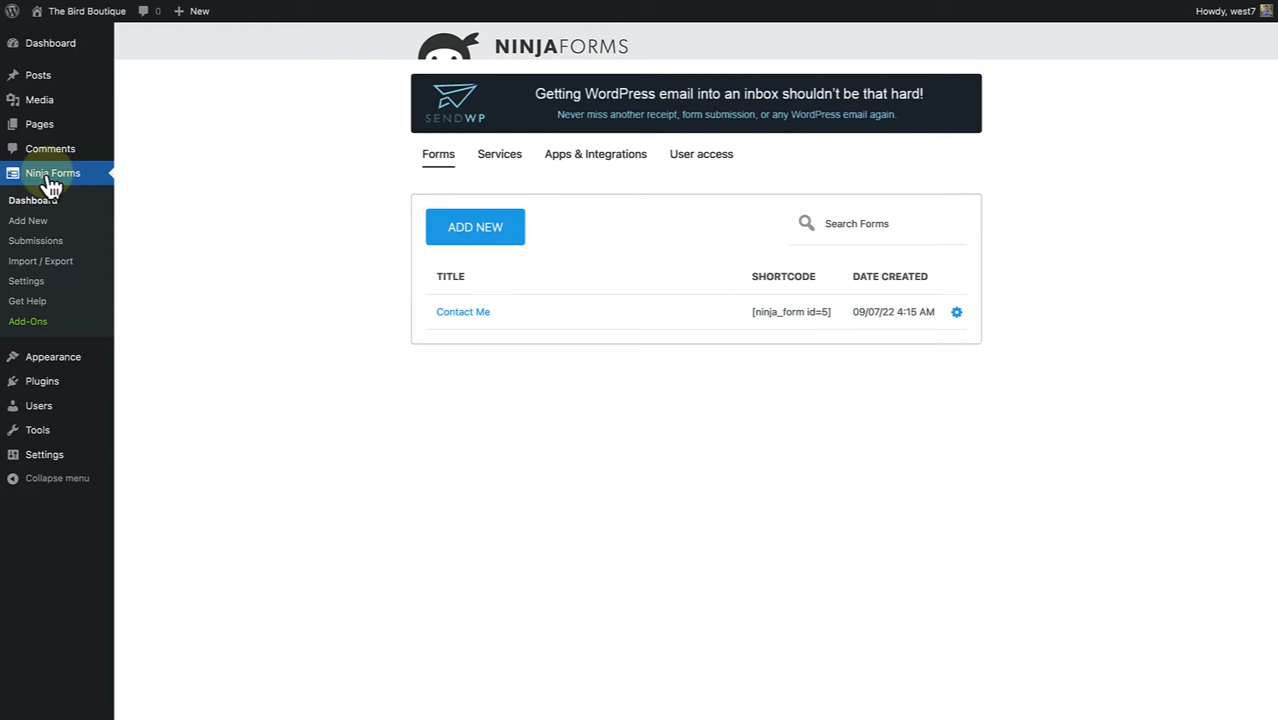 The Bird Boutique
0
New
Howdy, west7
Dashboard
Posts
Media
Pages
Comments
Ninja Forms
Dashboard
Add New
Submissions
Import / Export
Settings
Get Help
Add-Ons
Appearance
Plugins
Users
Tools
Settings
Collapse menu
NINJAFORMS
SENDWP
Getting WordPress email into an inbox shouldn't be that hard!
Never miss another receipt, form submission, or any WordPress email again.
Forms Services Apps & Integrations User access
ADD NEW
Search Forms
TITLE SHORTCODE DATE CREATED
Contact Me [ninja_form id=5] 09/07/22 4:15 AM